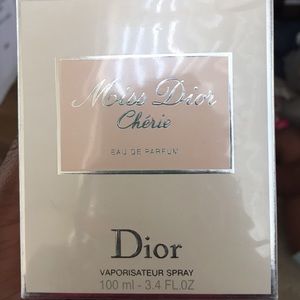 Miss Dior
Chérie
EAU DE PARFUM
Dior
VAPORISATEUR SPRAY
100 ml - 3.4 FL.OZ